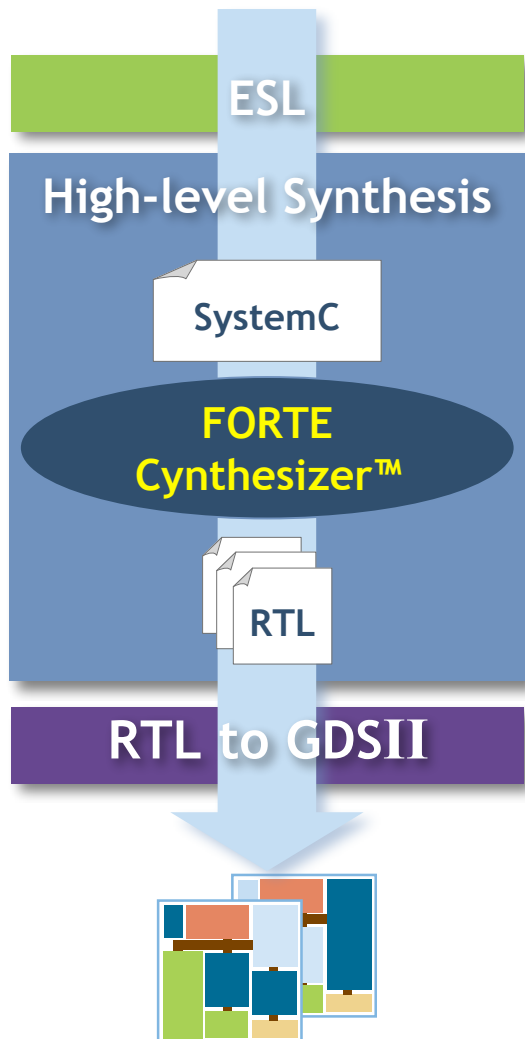 ESL
High-level Synthesis
SystemC
FORTE
Cynthesizer™
RTL
RTL to GDSII